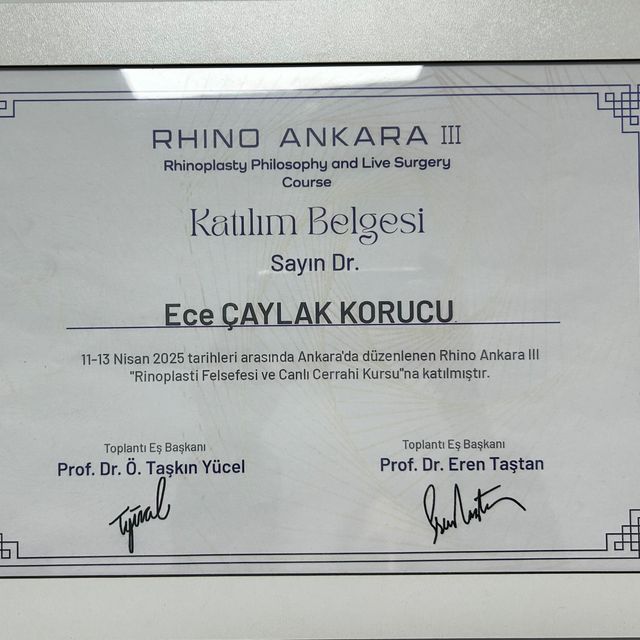 RHINO ANKARA III
Rhinoplasty Philosophy and Live Surgery
Course
Katılım Belgesi
Sayın Dr.
Ece ÇAYLAK KORUCU
11-13 Nisan 2025 tarihleri arasında Ankara'da düzenlenen Rhino Ankara III
"Rinoplasti Felsefesi ve Canlı Cerrahi Kursu"na katılmıştır.
Toplantı Eş Başkanı
Prof. Dr. Ö. Taşkın Yücel
Toplantı Eş Başkanı
Prof. Dr. Eren Taştan